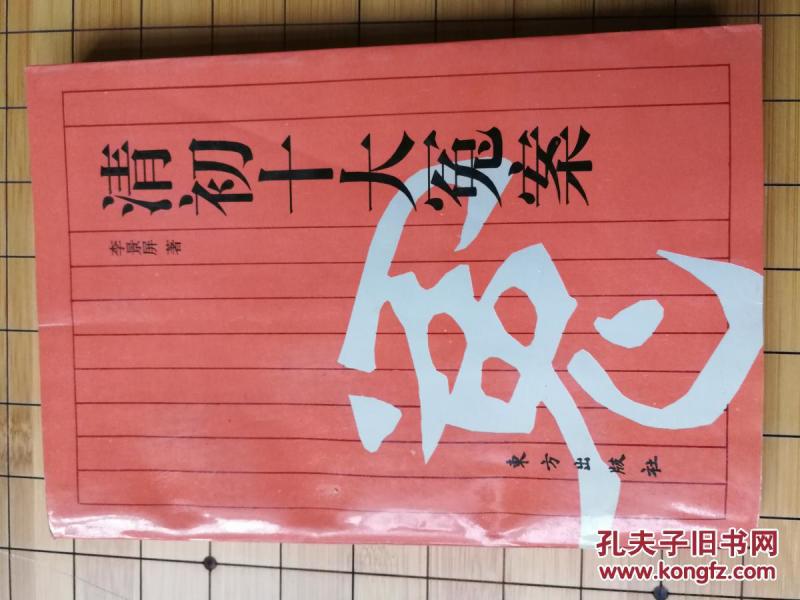 清初十大冤案
李景屏 著
冤
東方出版社
孔夫子旧书网
www.kongfz.com